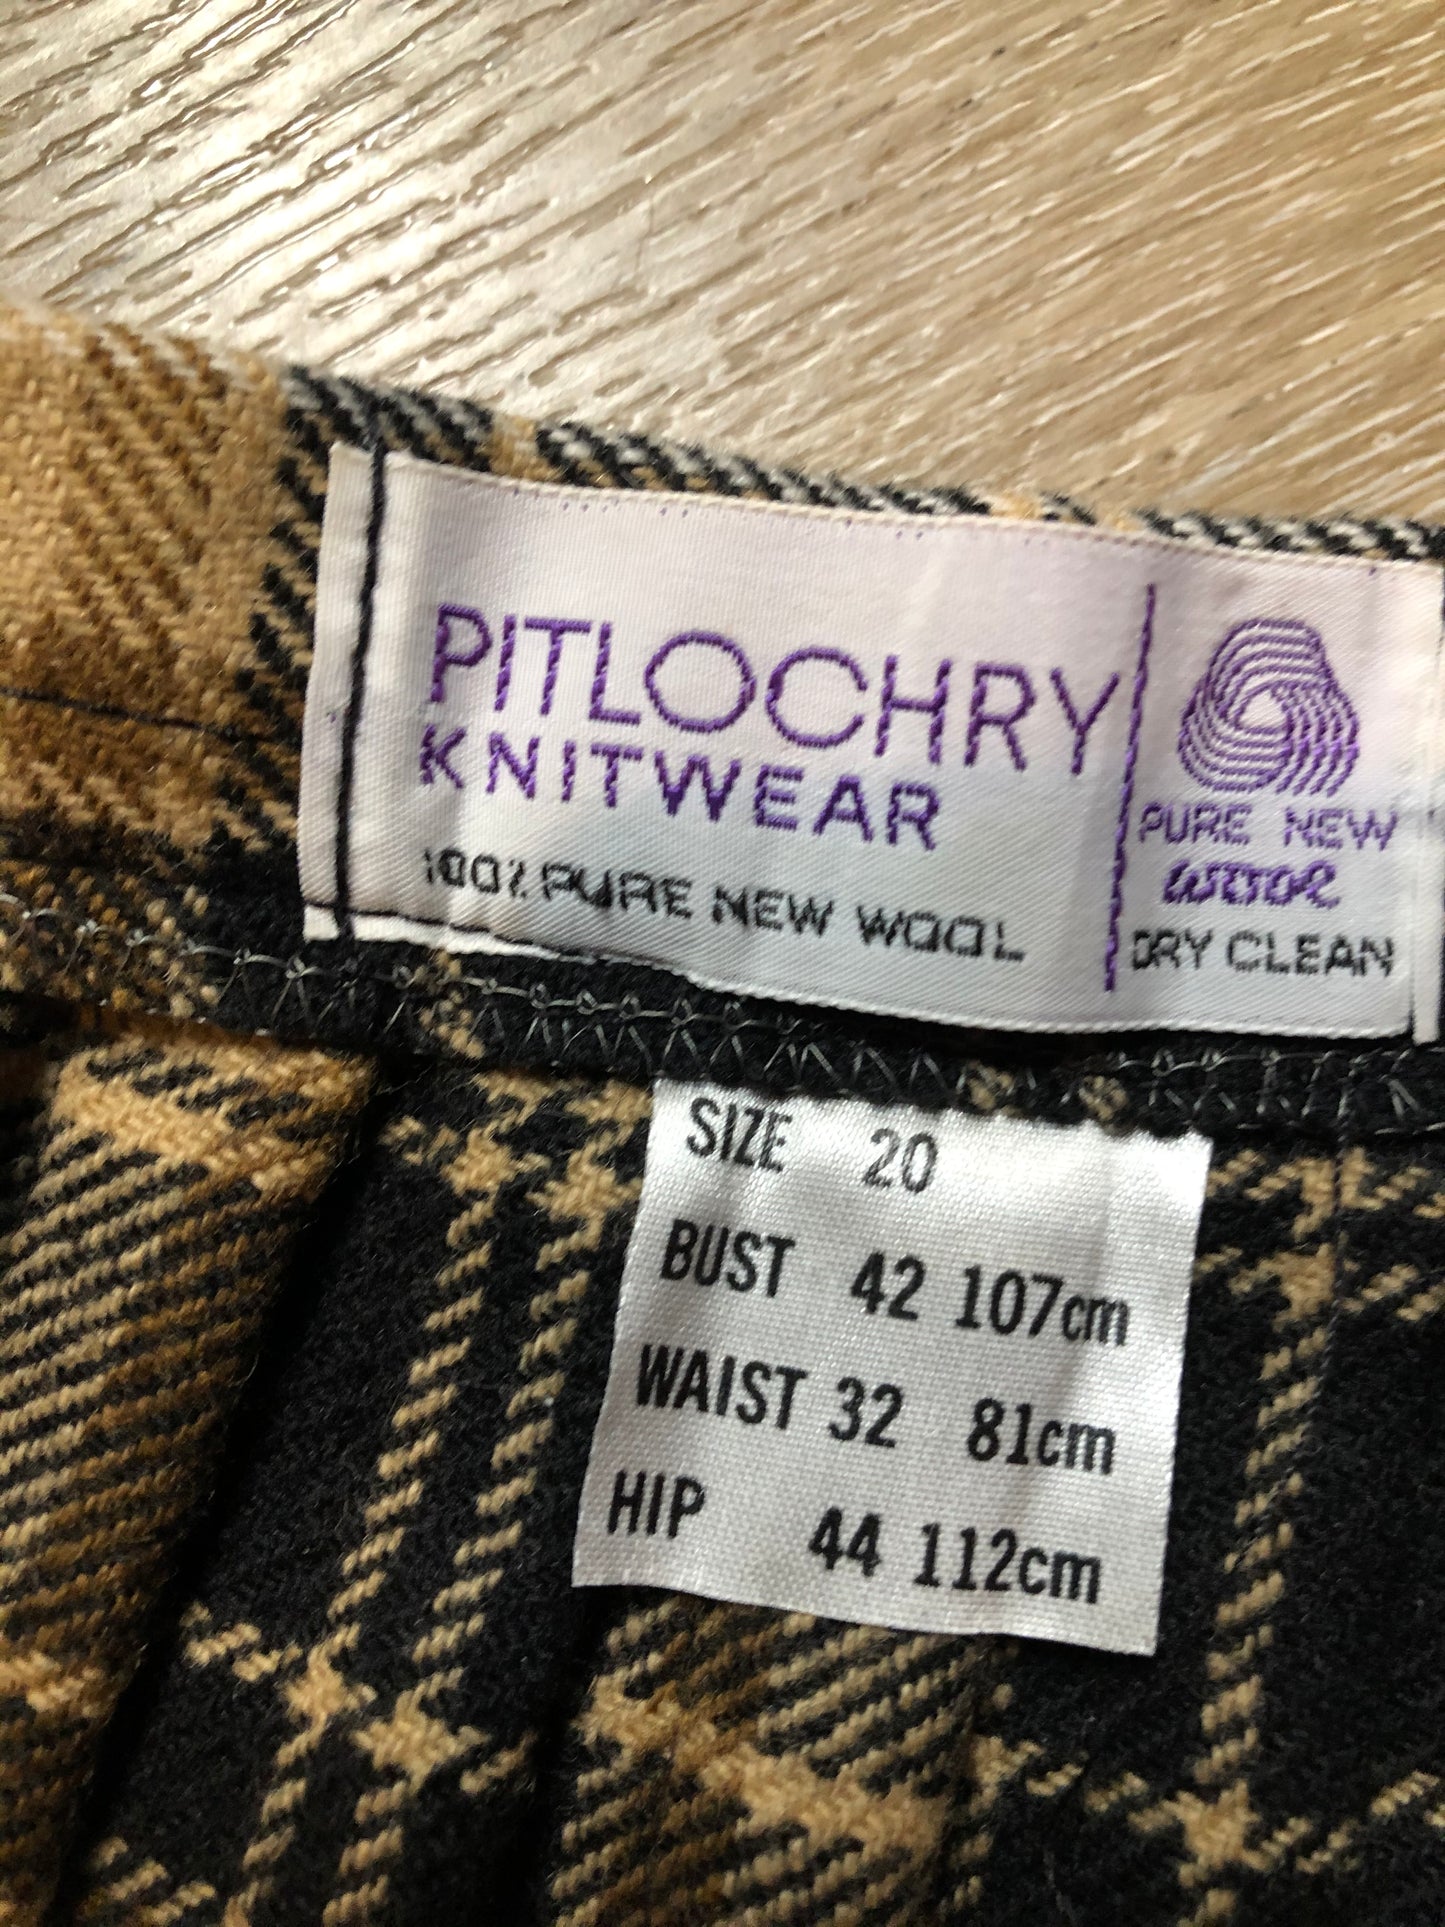 PITLOCHRY
KNITWEAR
100% PURE NEW WOOL
PURE NEW
WOOL
DRY CLEAN
SIZE 20
BUST 42 107cm
WAIST 32 81cm
HIP 44 112cm